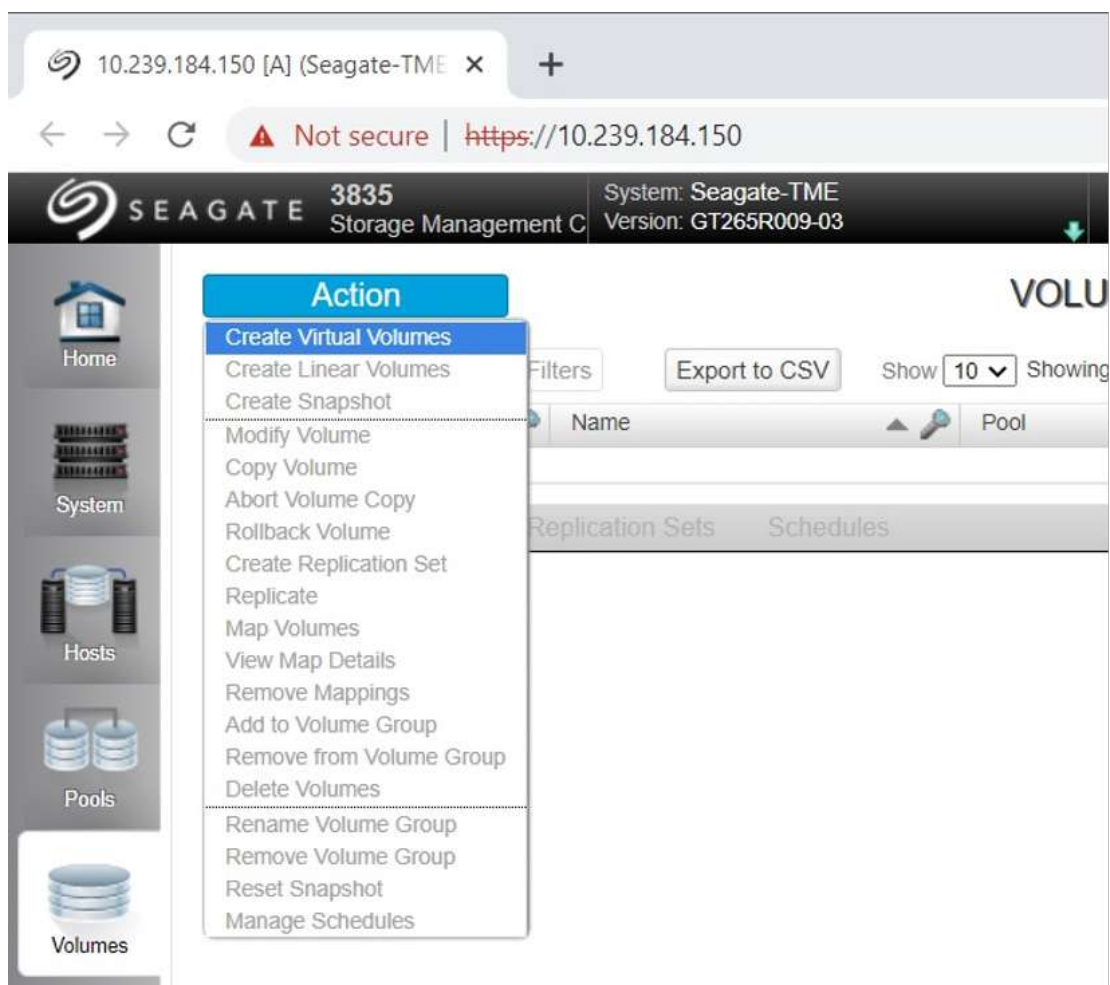 10.239.184.150 [A] (Seagate-TME
Not secure | https://10.239.184.150
SEAGATE 3835 Storage Management C
System: Seagate-TME
Version: GT265R009-03
Action
VOLU
Create Virtual Volumes
Create Linear Volumes
Create Snapshot
Modify Volume
Copy Volume
Abort Volume Copy
Rollback Volume
Create Replication Set
Replicate
Map Volumes
View Map Details
Remove Mappings
Add to Volume Group
Remove from Volume Group
Delete Volumes
Rename Volume Group
Remove Volume Group
Reset Snapshot
Manage Schedules
Filters
Export to CSV
Show 10 Showing
Name
Pool
Replication Sets
Schedules
Home
System
Hosts
Pools
Volumes